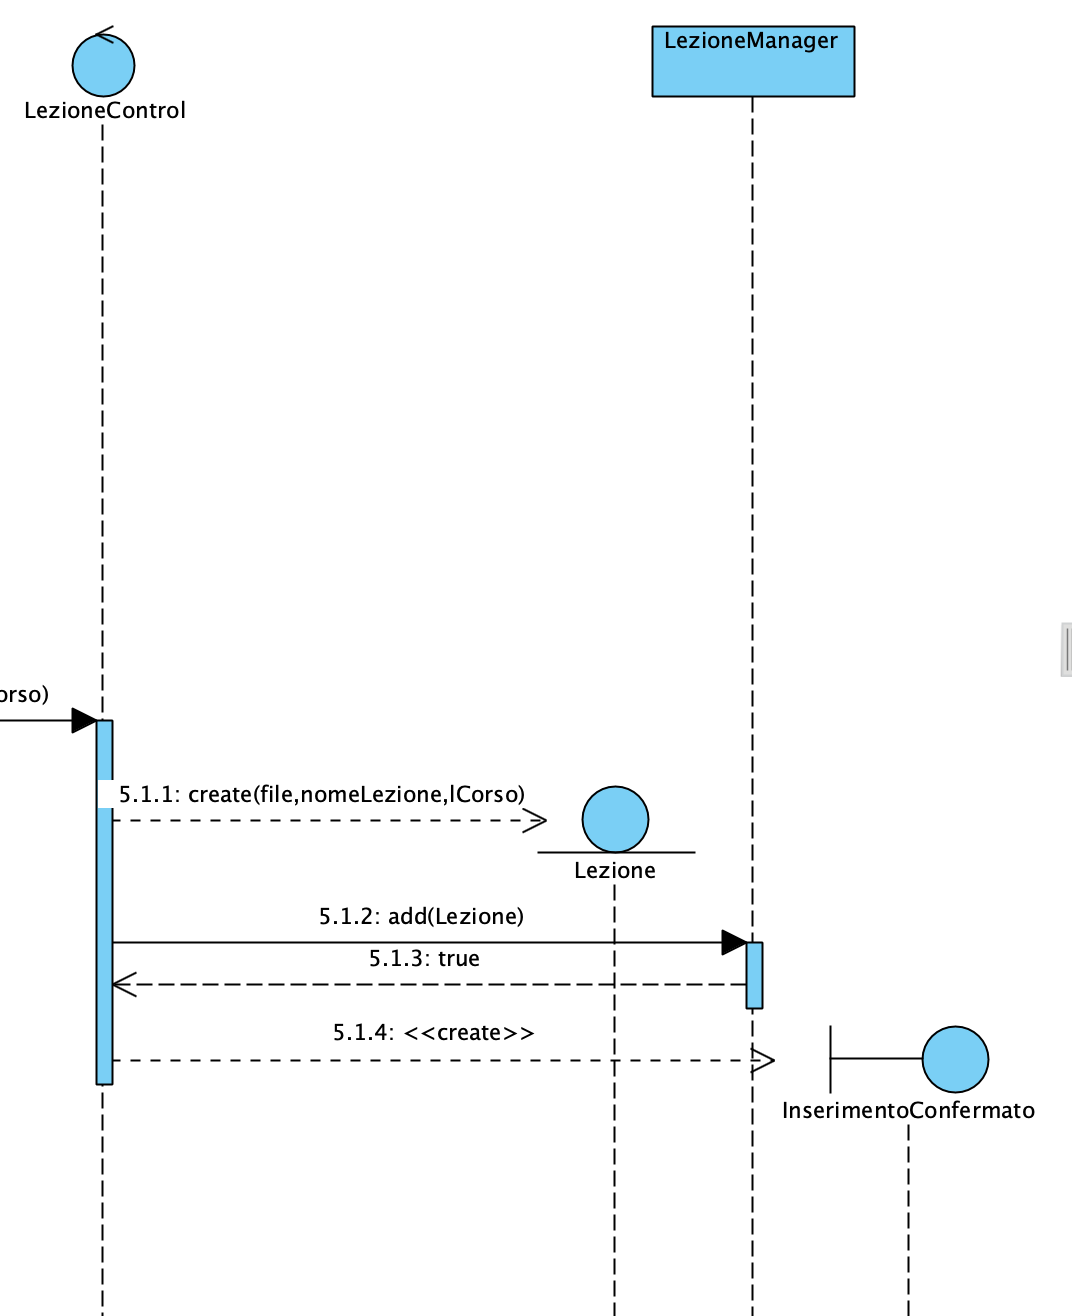 LezioneManager
LezioneControl
orso)
5.1.1: create(file,nomeLezione,lCorso)
Lezione
5.1.2: add(Lezione)
5.1.3: true
5.1.4: <<create>>
InserimentoConfermato